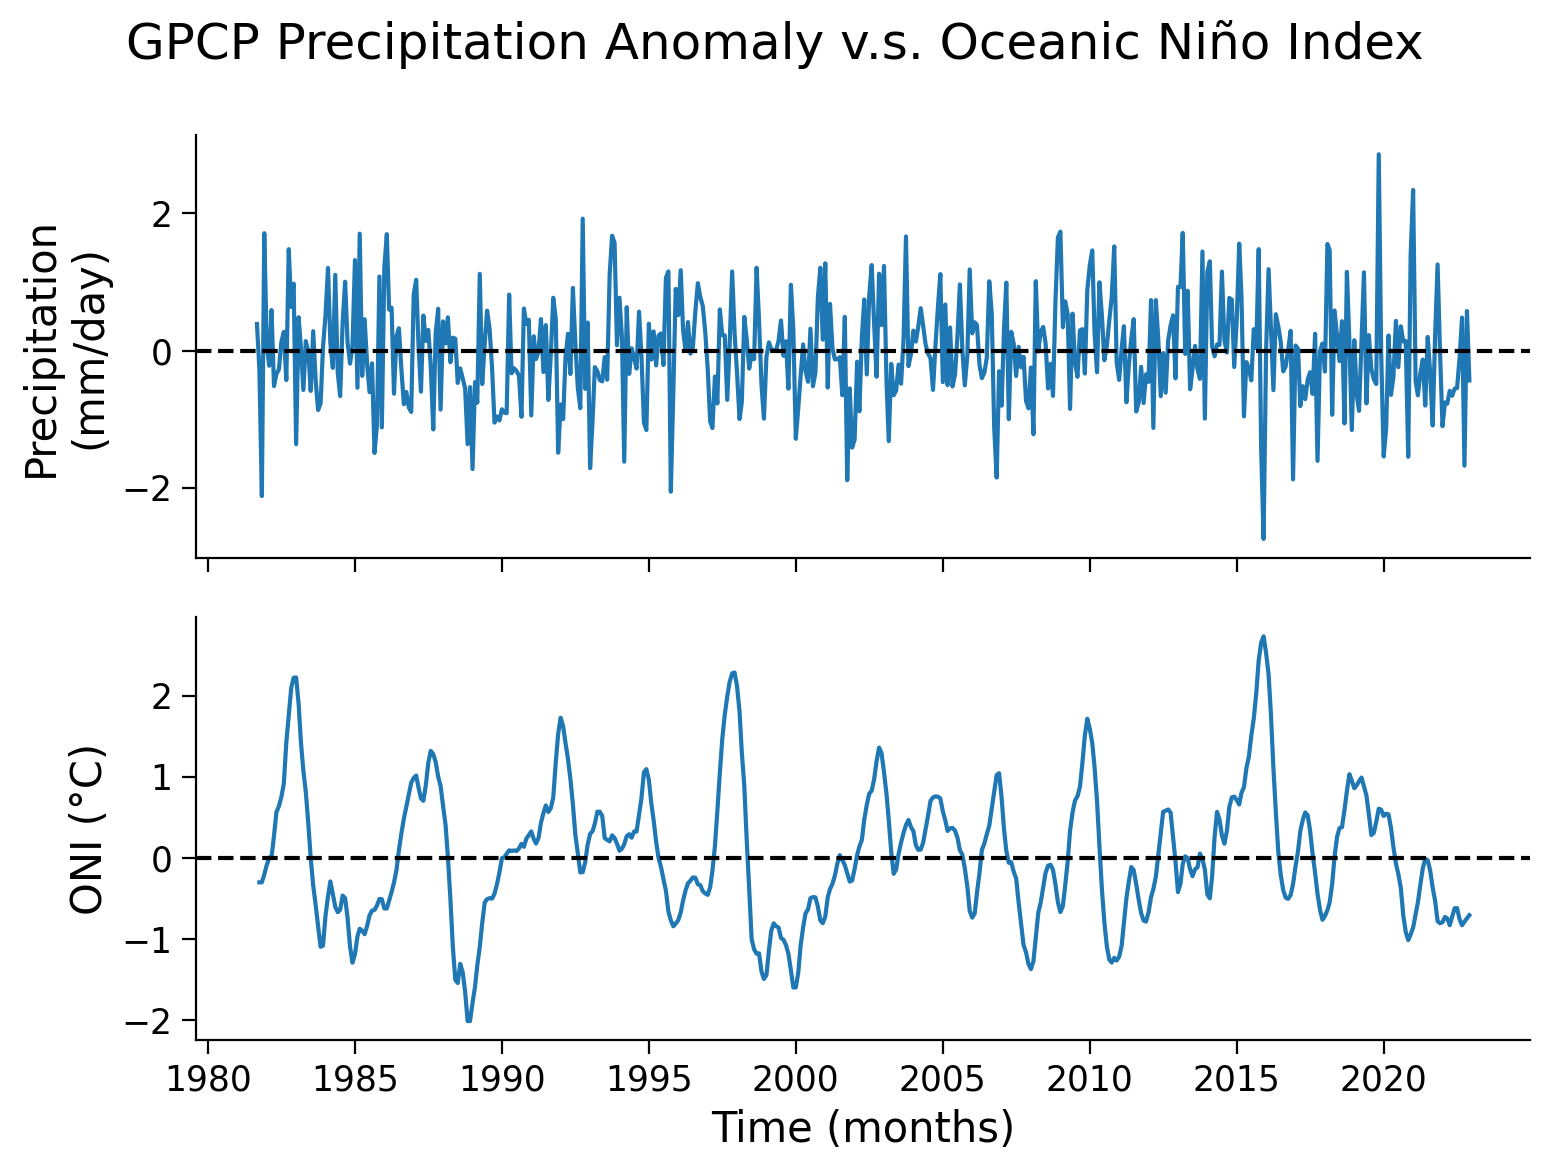 GPCP Precipitation Anomaly v.s. Oceanic Niño Index
Precipitation
(mm/day)
2
0
−2
ONI (°C)
2
1
0
−1
−2
1980 1985 1990 1995 2000 2005 2010 2015 2020
Time (months)